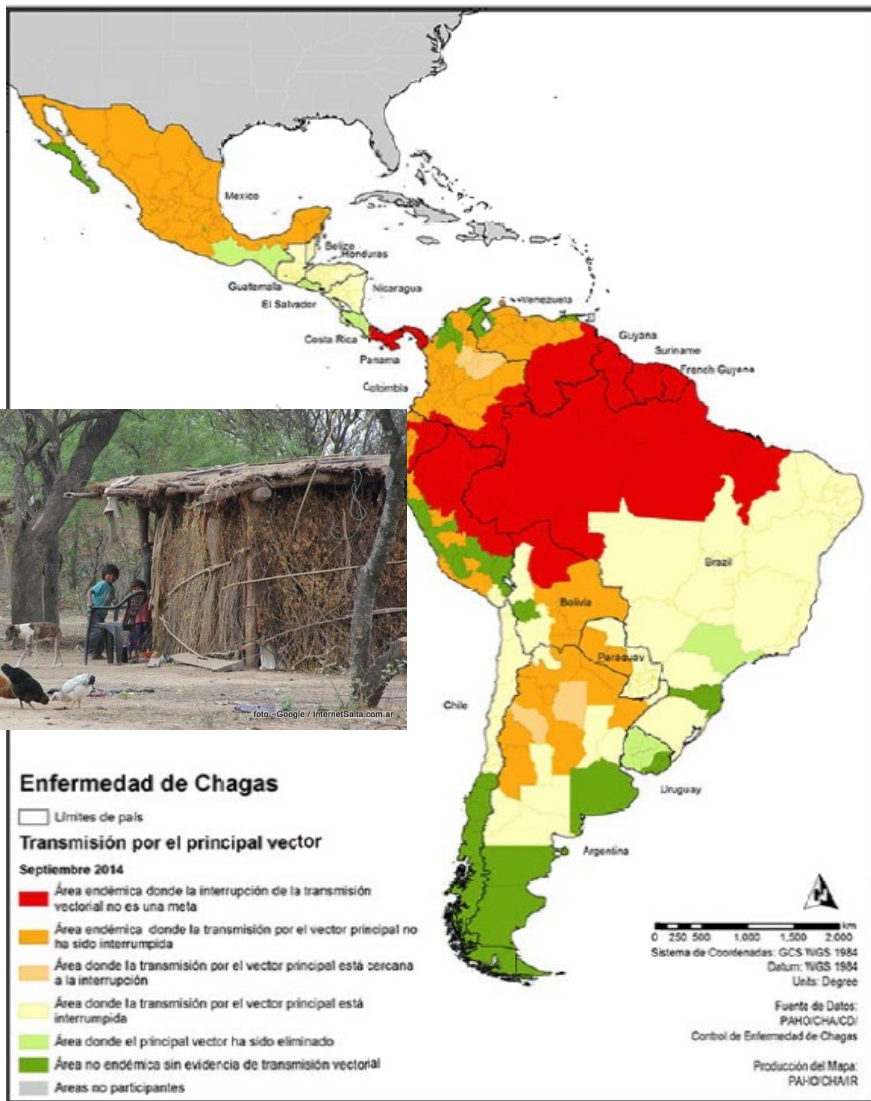 Mexico
Cuba
Belize
Honduras
Guatemala
Nicaragua
El Salvador
Costa Rica
Panama
Venezuela
Colombia
Guyana
Suriname
French Guyana
Brazil
Bolivia
Paraguay
Chile
Uruguay
Argentina
foto.- Google / InternetSalta.com.ar
Enfermedad de Chagas
Límites de país
Transmisión por el principal vector
Septiembre 2014
Área endémica donde la interrupción de la transmisión
vectorial no es una meta
Área endémica donde la transmisión por el vector principal no
ha sido interrumpida
Área donde la transmisión por el vector principal está cercana
a la interrupción
Área donde la transmisión por el vector principal está
interrumpida
Área donde el principal vector ha sido eliminado
Área no endémica sin evidencia de transmisión vectorial
Areas no participantes
N
km
0 250 500 1,000 1,500 2,000
Sistema de Coordenadas: GCS WGS 1984
Datum: WGS 1984
Units: Degree
Fuente de Datos:
PAHO/CHA/CD/
Control de Enfermedad de Chagas
Producción del Mapa:
PAHO/CHA/IR